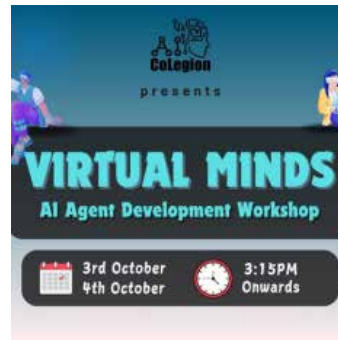 CoLegion
presents
VIRTUAL MINDS
AI Agent Development Workshop
3rd October
4th October
3:15PM
Onwards